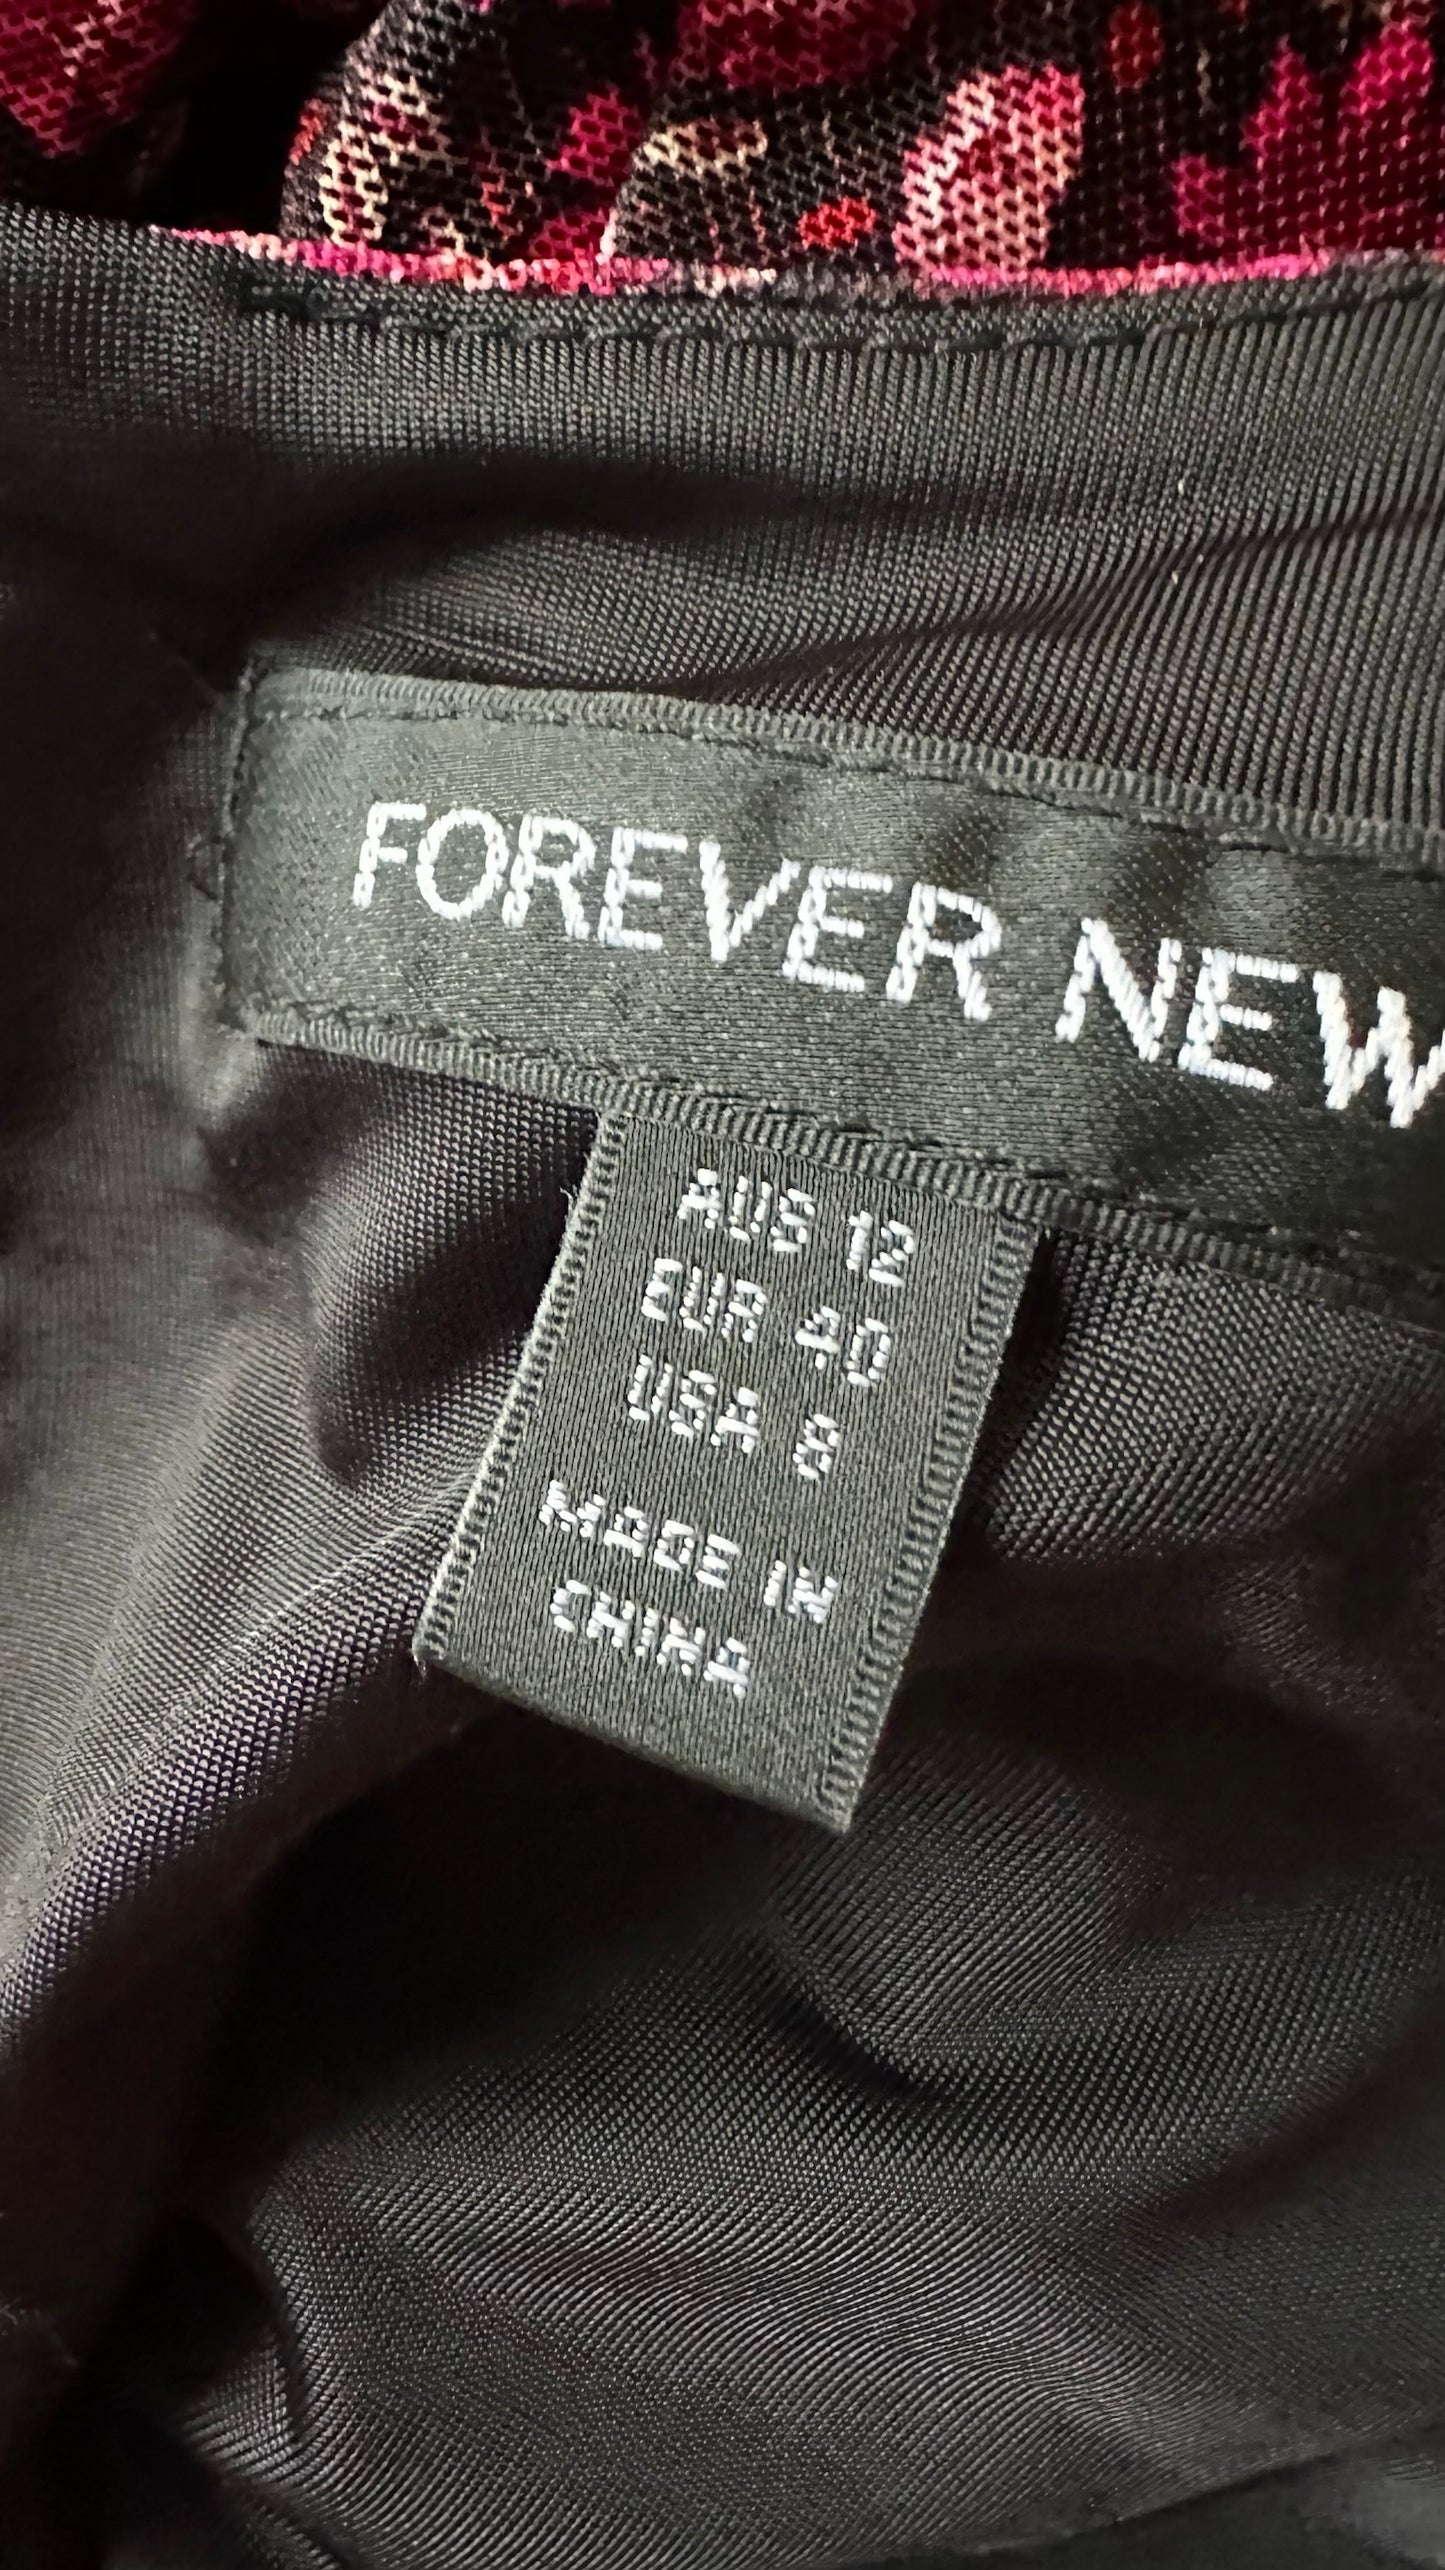 FOREVER NEW
AUS 12
EUR 40
USA 8
MADE IN
CHINA